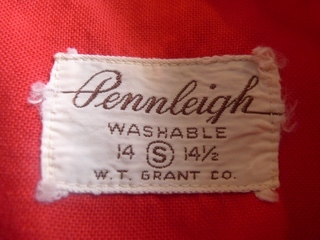 Pennleigh
WASHABLE
14 S 14½
W. T. GRANT CO.